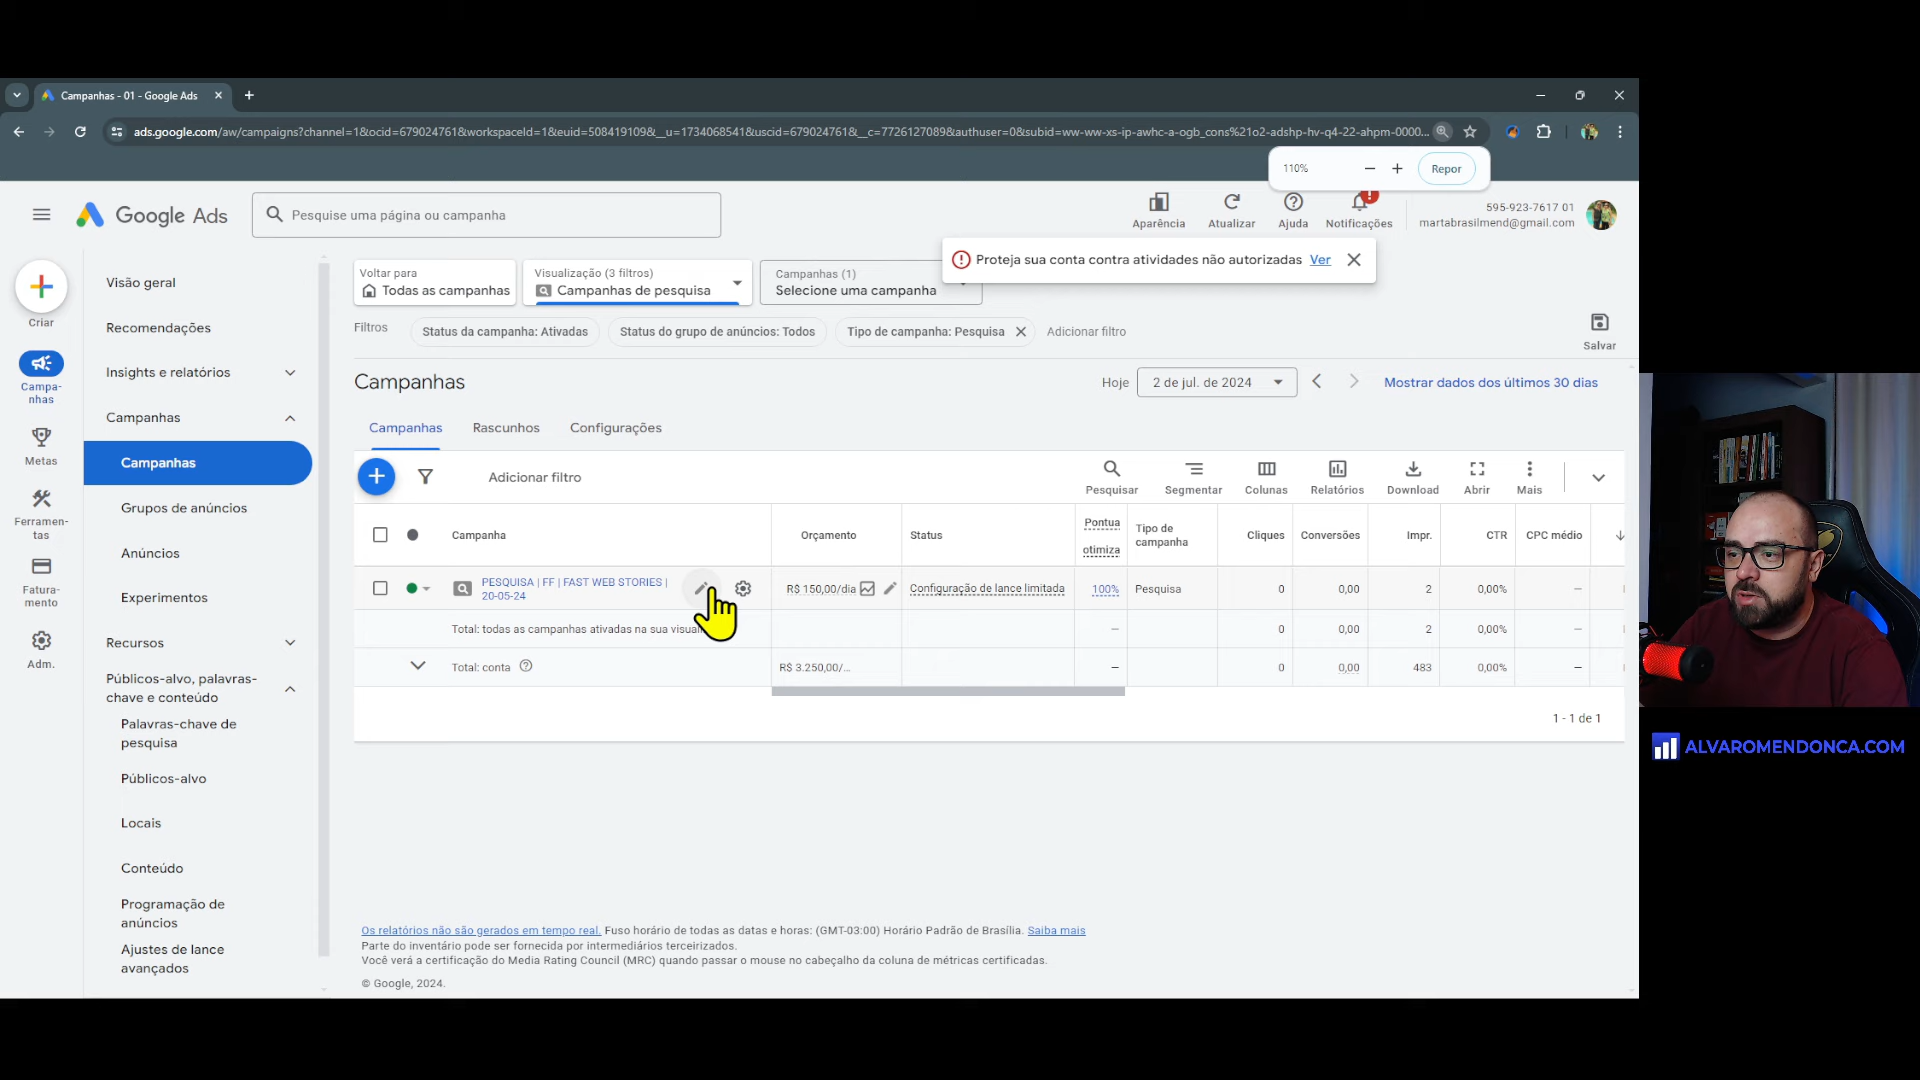 Campanhas - 01 - Google Ads
ads.google.com/aw/campaigns?channel=1&ocid=679024761&workspaceId=1&euid=508419109&__u=1734068541&uscid=679024761&__c=7726127089&authuser=0&subid=ww-ww-xs-ip-awhc-a-ogb_cons%21o2-adshp-hv-q4-22-ahpm-0000...
110%
Repor
Google Ads
Pesquise uma página ou campanha
Aparência
Atualizar
Ajuda
Notificações
595-923-7617 01
martabrasilmend@gmail.com
Proteja sua conta contra atividades não autorizadas Ver
Criar
Campa-
nhas
Metas
Ferramen-
tas
Fatura-
mento
Adm.
Visão geral
Recomendações
Insights e relatórios
Campanhas
Campanhas
Grupos de anúncios
Anúncios
Experimentos
Recursos
Públicos-alvo, palavras-
chave e conteúdo
Palavras-chave de
pesquisa
Públicos-alvo
Locais
Conteúdo
Programação de
anúncios
Ajustes de lance
avançados
Voltar para
Todas as campanhas
Visualização (3 filtros)
Campanhas de pesquisa
Campanhas (1)
Selecione uma campanha
Filtros
Status da campanha: Ativadas
Status do grupo de anúncios: Todos
Tipo de campanha: Pesquisa
Adicionar filtro
Salvar
Campanhas
Hoje
2 de jul. de 2024
Mostrar dados dos últimos 30 dias
Campanhas
Rascunhos
Configurações
Adicionar filtro
Pesquisar
Segmentar
Colunas
Relatórios
Download
Abrir
Mais
Campanha
Orçamento
Status
Pontua
otimiza
Tipo de
campanha
Cliques
Conversões
Impr.
CTR
CPC médio
PESQUISA | FF | FAST WEB STORIES |
20-05-24
R$ 150,00/dia
Configuração de lance limitada
100%
Pesquisa
0
0,00
2
0,00%
—
Total: todas as campanhas ativadas na sua visuali
—
0
0,00
2
0,00%
—
Total: conta
R$ 3.250,00/...
—
0
0,00
483
0,00%
—
1 - 1 de 1
Os relatórios não são gerados em tempo real. Fuso horário de todas as datas e horas: (GMT-03:00) Horário Padrão de Brasília. Saiba mais
Parte do inventário pode ser fornecida por intermediários terceirizados.
Você verá a certificação do Media Rating Council (MRC) quando passar o mouse no cabeçalho da coluna de métricas certificadas.
© Google, 2024.
ALVAROMENDONCA.COM